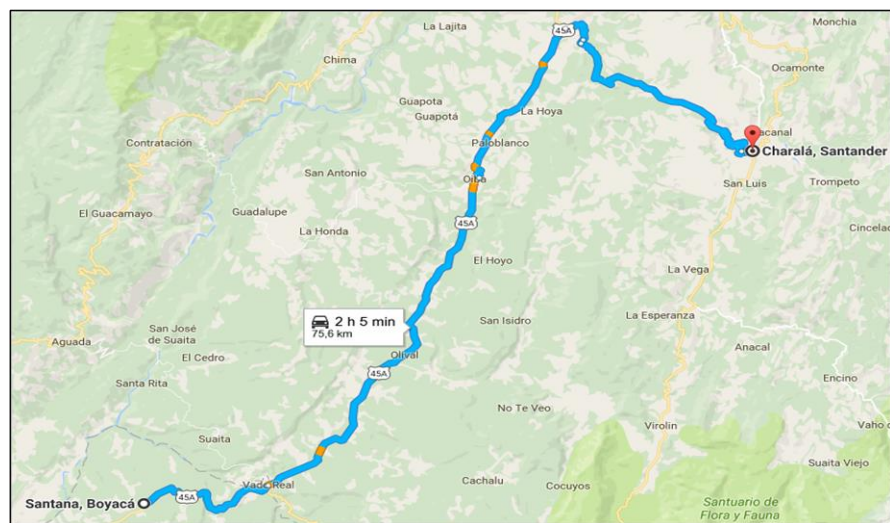 La Lajita
45A
Monchia
Chima
Ocamonte
Guapota
Guapotá
La Hoya
Contratación
Paloblanco
acanal
Charalá, Santander
San Antonio
Oiba
San Luis
Trompeto
El Guacamayo
Guadalupe
La Honda
45A
Cincelad
El Hoyo
La Vega
2 h 5 min
75,6 km
San José
de Suaita
San Isidro
La Esperanza
Aguada
El Cedro
Olival
Anacal
45A
Santa Rita
Encino
No Te Veo
Virolin
Vaho d
Suaita
Suaita Viejo
Vado Real
Cachalu
Cocuyos
Santana, Boyacá
45A
Santuario de
Flora y Fauna